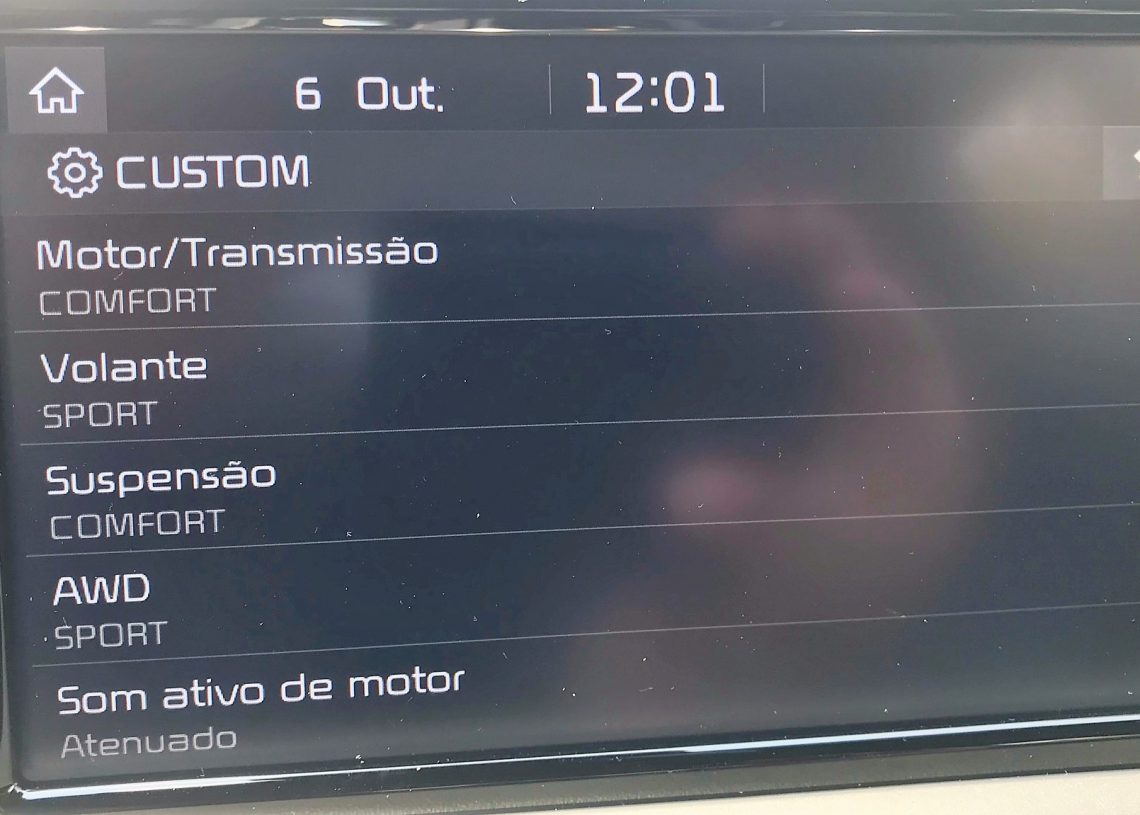 6 Out. 12:01
CUSTOM
Motor/Transmissão
COMFORT
Volante
SPORT
Suspensão
COMFORT
AWD
SPORT
Som ativo de motor
Atenuado